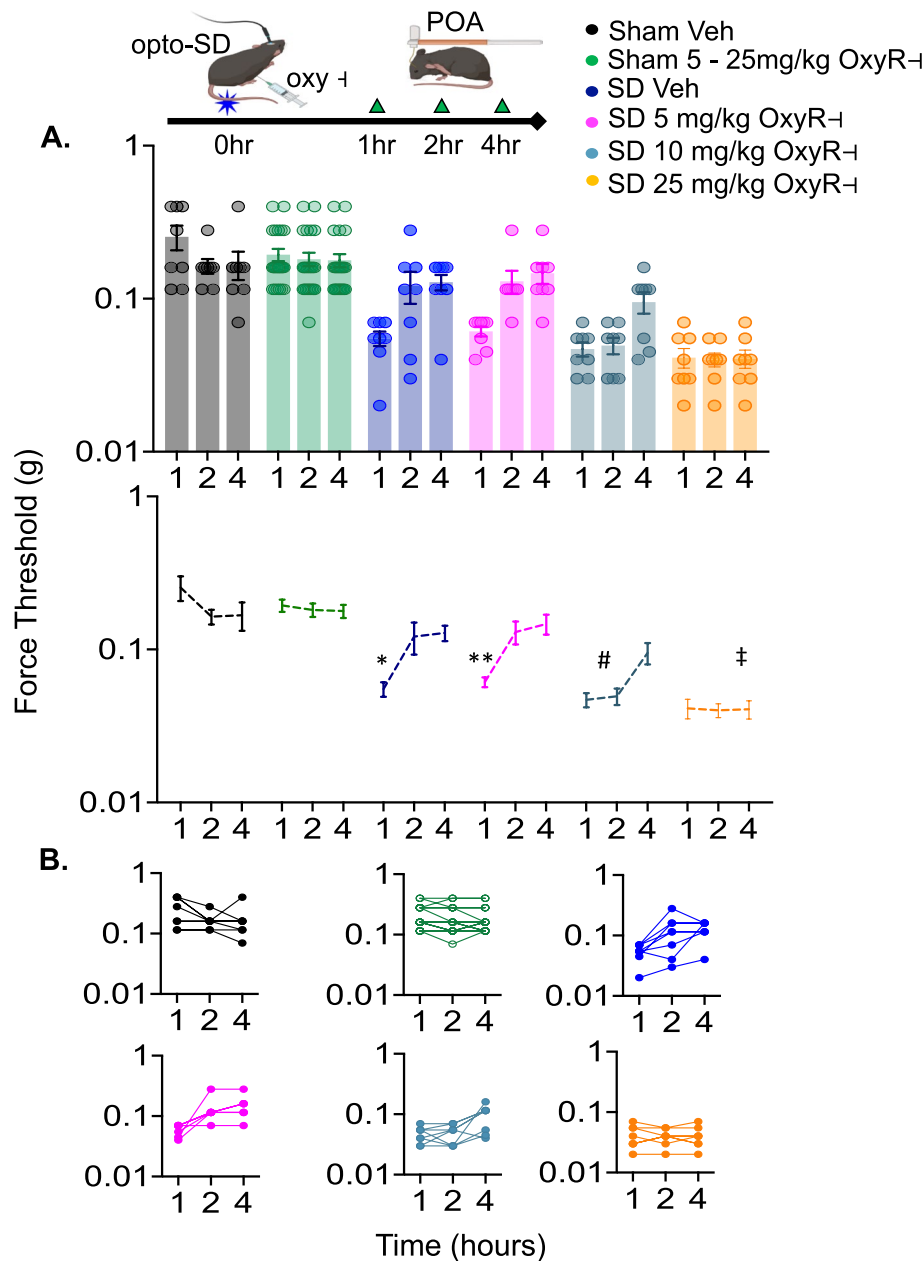 opto-SD
POA
oxy ⊣
0hr
1hr
2hr
4hr
Sham Veh
Sham 5 - 25mg/kg OxyR⊣
SD Veh
SD 5 mg/kg OxyR⊣
SD 10 mg/kg OxyR⊣
SD 25 mg/kg OxyR⊣
A.
1
0.1
0.01
1 2 4 1 2 4 1 2 4 1 2 4 1 2 4 1 2 4
Force Threshold (g)
1
0.1
0.01
* ** # ‡
1 2 4 1 2 4 1 2 4 1 2 4 1 2 4 1 2 4
B.
1
0.1
0.01
1 2 4
1
0.1
0.01
1 2 4
1
0.1
0.01
1 2 4
1
0.1
0.01
1 2 4
1
0.1
0.01
1 2 4
1
0.1
0.01
1 2 4
Time (hours)